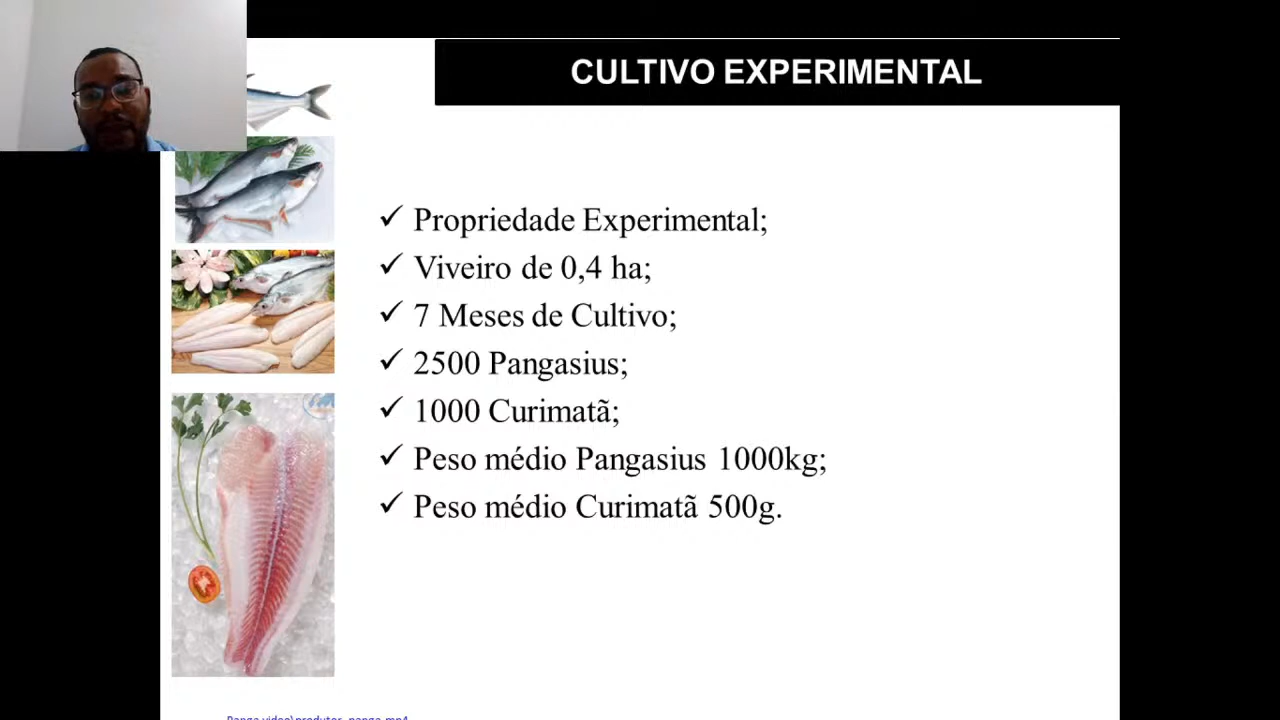 CULTIVO EXPERIMENTAL
✓ Propriedade Experimental;
✓ Viveiro de 0,4 ha;
✓ 7 Meses de Cultivo;
✓ 2500 Pangasius;
✓ 1000 Curimatã;
✓ Peso médio Pangasius 1000kg;
✓ Peso médio Curimatã 500g.